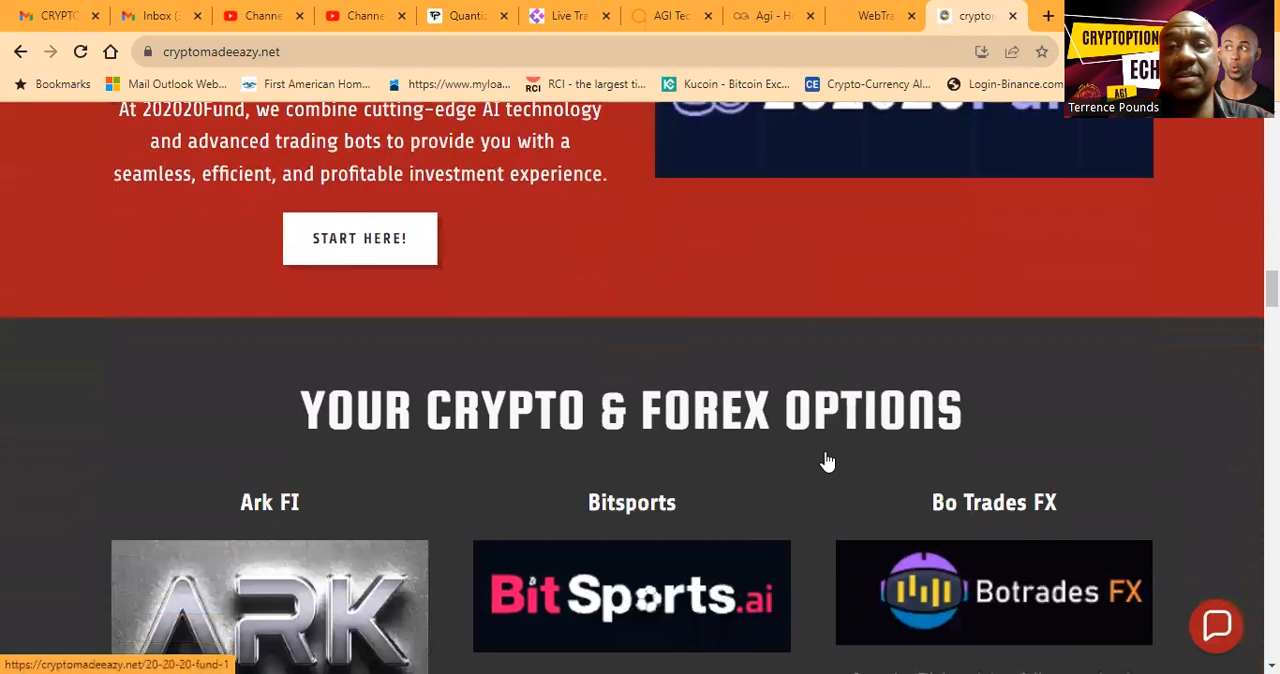 CRYPTC
Inbox (2
Channe
Channe
Quanti
Live Tra
AGI Tec
Agi - H
WebTra
crypto
cryptomadeeazy.net
Bookmarks
Mail Outlook Web...
First American Hom...
https://www.myloa...
RCI - the largest ti...
Kucoin - Bitcoin Exc...
Crypto-Currency Al...
Login-Binance.com
CRYPTOPTION
ECH
AGI
Terrence Pounds
At 202020Fund, we combine cutting-edge AI technology
and advanced trading bots to provide you with a
seamless, efficient, and profitable investment experience.
START HERE!
YOUR CRYPTO & FOREX OPTIONS
Ark FI
Bitsports
Bo Trades FX
ARK
BitSports.ai
Botrades FX
https://cryptomadeeazy.net/20-20-20-fund-1